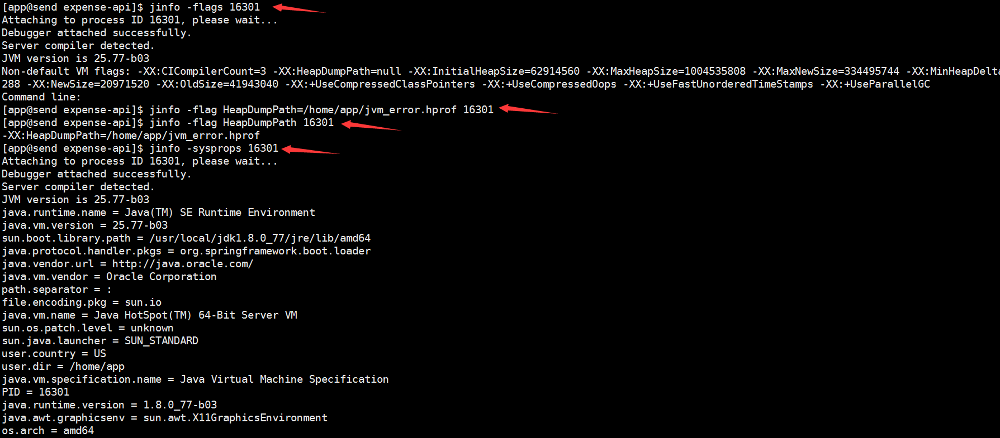 [app@send expense-api]$ jinfo -flags 16301
Attaching to process ID 16301, please wait...
Debugger attached successfully.
Server compiler detected.
JVM version is 25.77-b03
Non-default VM flags: -XX:CICompilerCount=3 -XX:HeapDumpPath=null -XX:InitialHeapSize=62914560 -XX:MaxHeapSize=1004535808 -XX:MaxNewSize=334495744 -XX:MinHeapDelta
288 -XX:NewSize=20971520 -XX:OldSize=41943040 -XX:+UseCompressedClassPointers -XX:+UseCompressedOops -XX:+UseFastUnorderedTimeStamps -XX:+UseParallelGC
Command line:
[app@send expense-api]$ jinfo -flag HeapDumpPath=/home/app/jvm_error.hprof 16301
[app@send expense-api]$ jinfo -flag HeapDumpPath 16301
-XX:HeapDumpPath=/home/app/jvm_error.hprof
[app@send expense-api]$ jinfo -sysprops 16301
Attaching to process ID 16301, please wait...
Debugger attached successfully.
Server compiler detected.
JVM version is 25.77-b03
java.runtime.name = Java(TM) SE Runtime Environment
java.vm.version = 25.77-b03
sun.boot.library.path = /usr/local/jdk1.8.0_77/jre/lib/amd64
java.protocol.handler.pkgs = org.springframework.boot.loader
java.vendor.url = http://java.oracle.com/
java.vm.vendor = Oracle Corporation
path.separator = :
file.encoding.pkg = sun.io
java.vm.name = Java HotSpot(TM) 64-Bit Server VM
sun.os.patch.level = unknown
sun.java.launcher = SUN_STANDARD
user.country = US
user.dir = /home/app
java.vm.specification.name = Java Virtual Machine Specification
PID = 16301
java.runtime.version = 1.8.0_77-b03
java.awt.graphicsenv = sun.awt.X11GraphicsEnvironment
os.arch = amd64